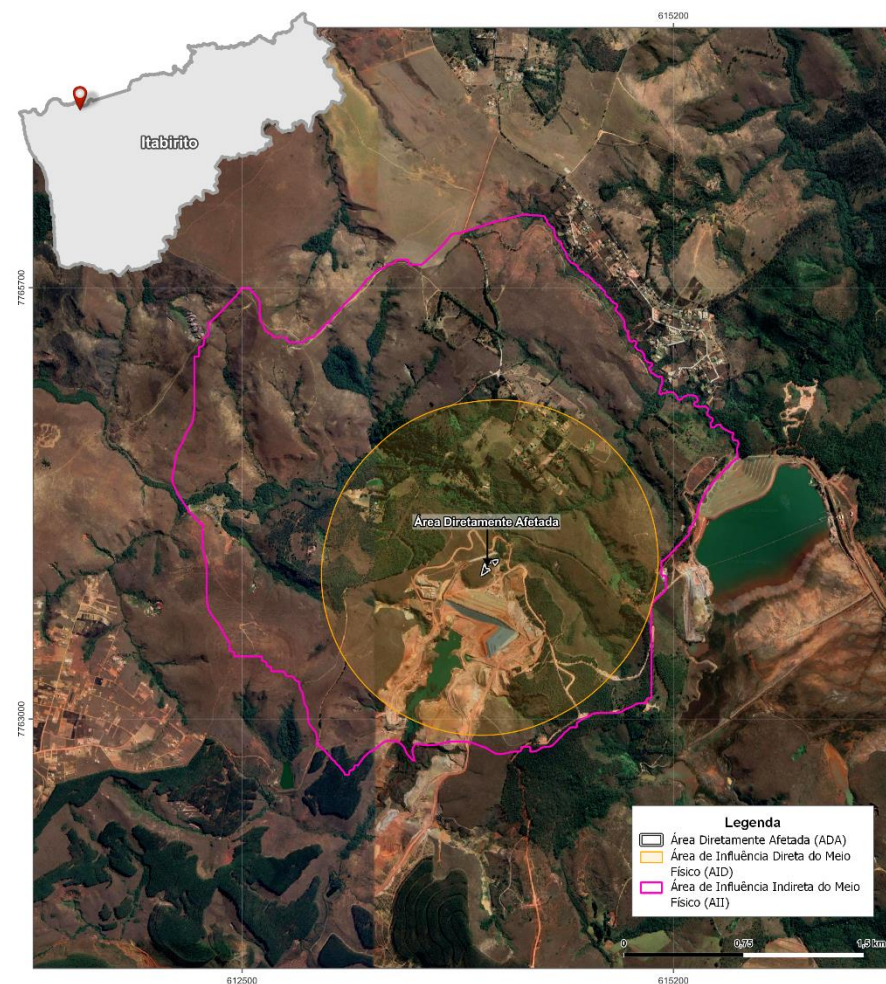 615200
Itabirito
7765700
Área Diretamente Afetada
7763000
Legenda
Área Diretamente Afetada (ADA)
Área de Influência Direta do Meio
Físico (AID)
Área de Influência Indireta do Meio
Físico (AII)
0 0,75 1,5 km
612500 615200